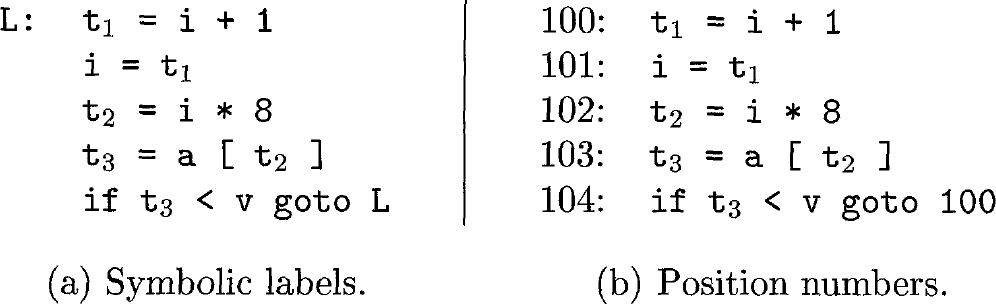 L: t₁ = i + 1
i = t₁
t₂ = i * 8
t₃ = a [ t₂ ]
if t₃ < v goto L
(a) Symbolic labels.
100: t₁ = i + 1
101: i = t₁
102: t₂ = i * 8
103: t₃ = a [ t₂ ]
104: if t₃ < v goto 100
(b) Position numbers.